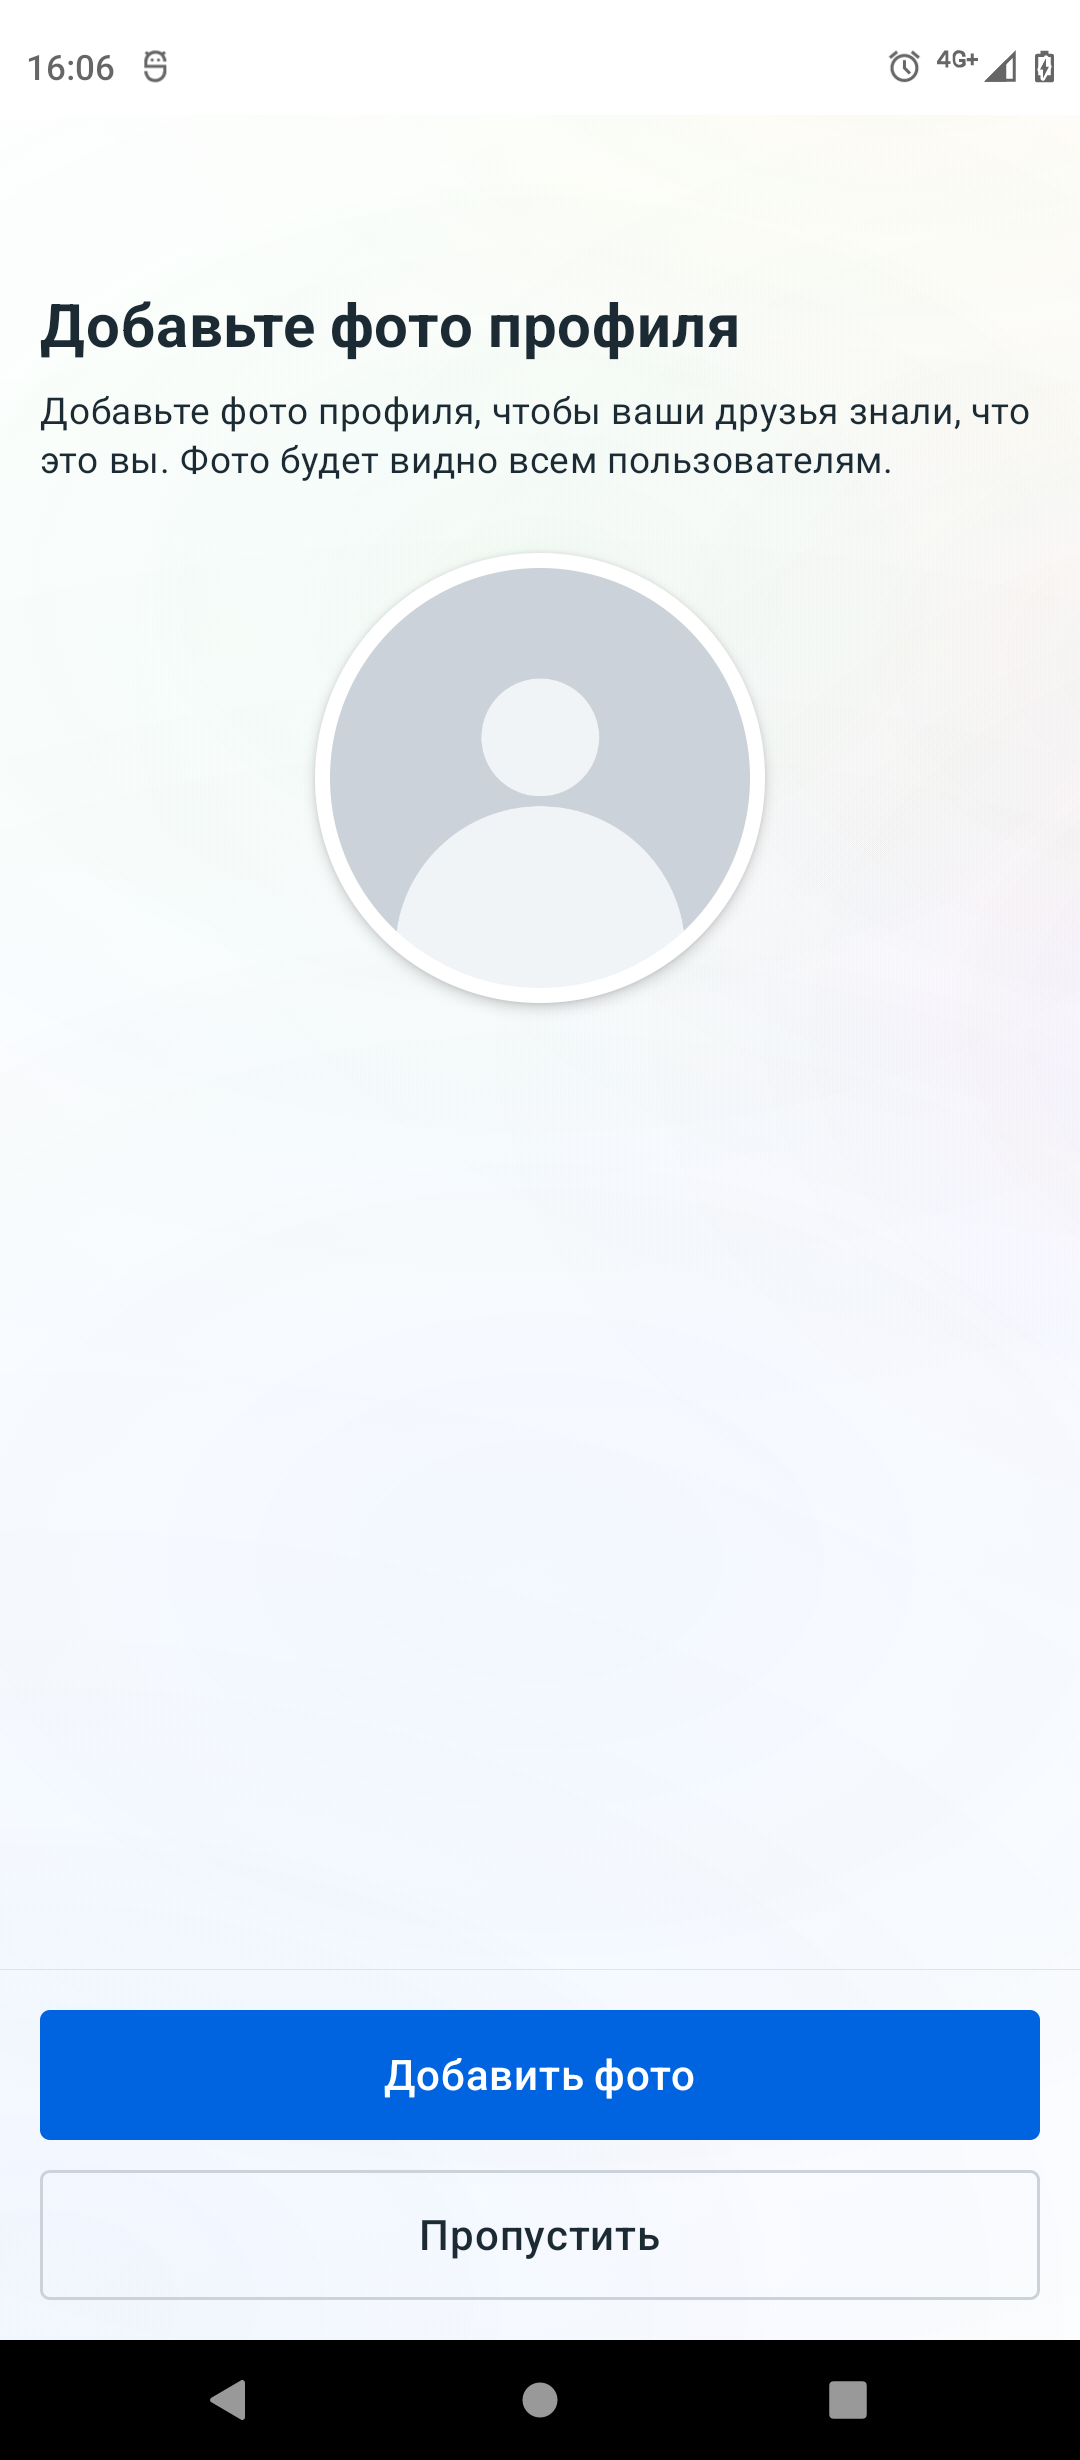 16:06
4G+
Добавьте фото профиля
Добавьте фото профиля, чтобы ваши друзья знали, что
это вы. Фото будет видно всем пользователям.
Добавить фото
Пропустить